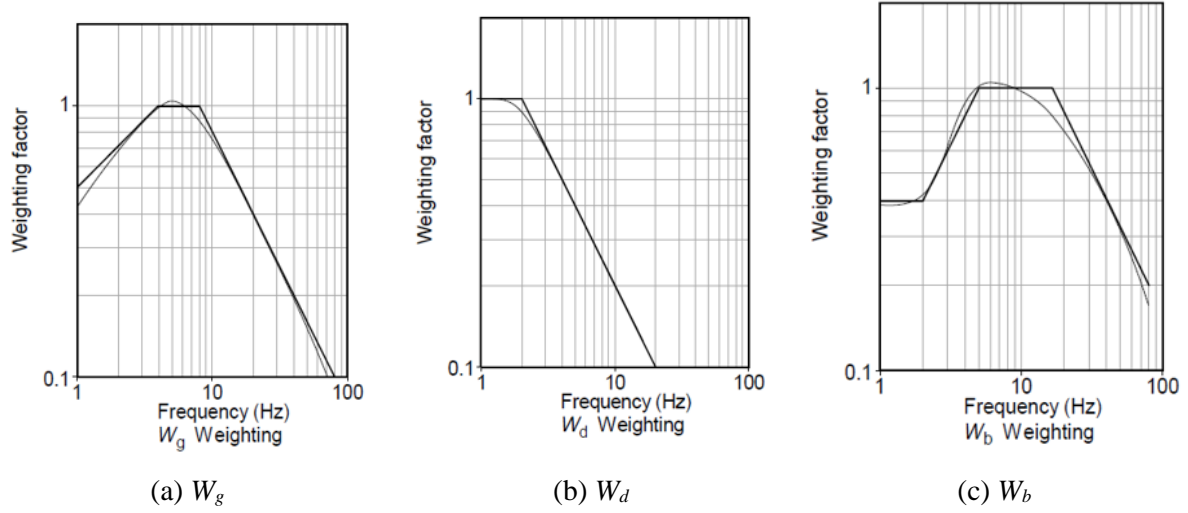 Weighting factor
1
0.1
1
10
100
Frequency (Hz)
Wg Weighting
(a) Wg
Weighting factor
1
0.1
1
10
100
Frequency (Hz)
Wd Weighting
(b) Wd
Weighting factor
1
0.1
1
10
100
Frequency (Hz)
Wb Weighting
(c) Wb